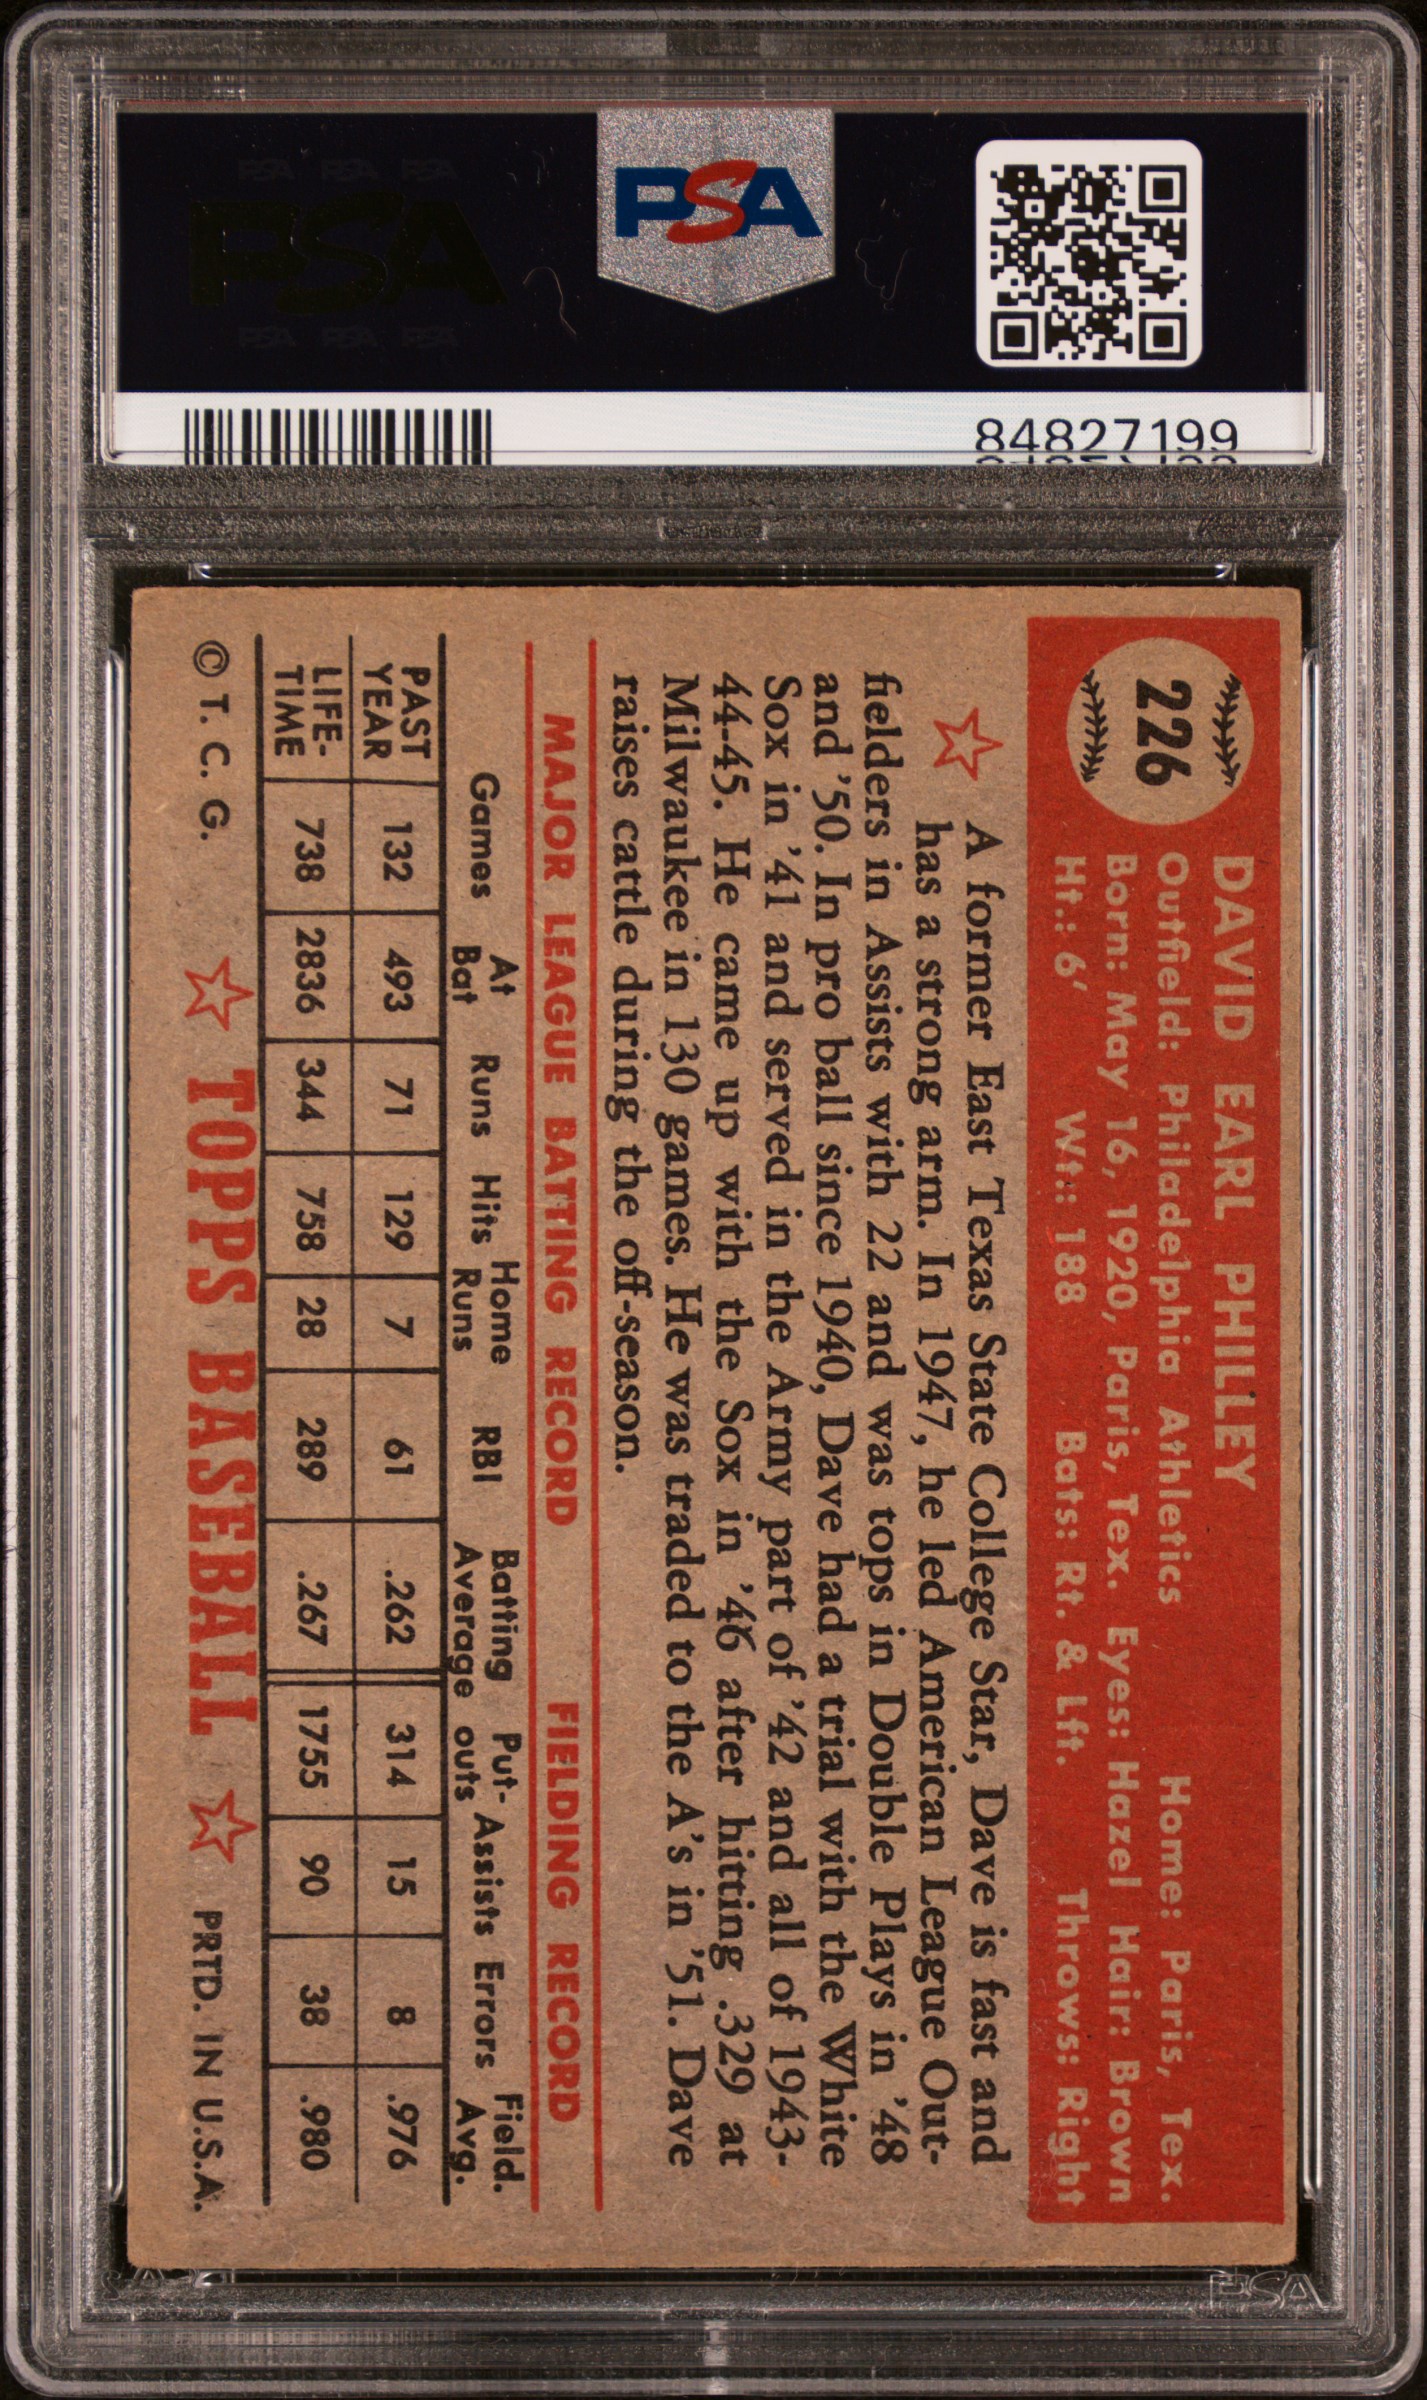 PSA PSA PSA
PSA
PSA PSA PSA
PSA
84827199
226
DAVID EARL PHILLEY
Outfield: Philadelphia Athletics Home: Paris, Tex.
Born: May 16, 1920, Paris, Tex. Eyes: Hazel Hair: Brown
Ht.: 6' Wt.: 188 Bats: Rt. & Lft. Throws: Right
A former East Texas State College Star, Dave is fast and
has a strong arm. In 1947, he led American League Out-
fielders in Assists with 22 and was tops in Double Plays in '48
and '50. In pro ball since 1940, Dave had a trial with the White
Sox in '41 and served in the Army part of '42 and all of 1943-
44-45. He came up with the Sox in '46 after hitting .329 at
Milwaukee in 130 games. He was traded to the A's in '51. Dave
raises cattle during the off-season.
MAJOR LEAGUE BATTING RECORD FIELDING RECORD
Games At Bat Runs Hits Home Runs RBI Batting Average Put-outs Assists Errors Field. Avg.
PAST YEAR 132 493 71 129 7 61 .262 314 15 8 .976
LIFE-TIME 738 2836 344 758 28 289 .267 1755 90 38 .980
© T. C. G. TOPPS BASEBALL PRTD. IN U.S.A.
PSA